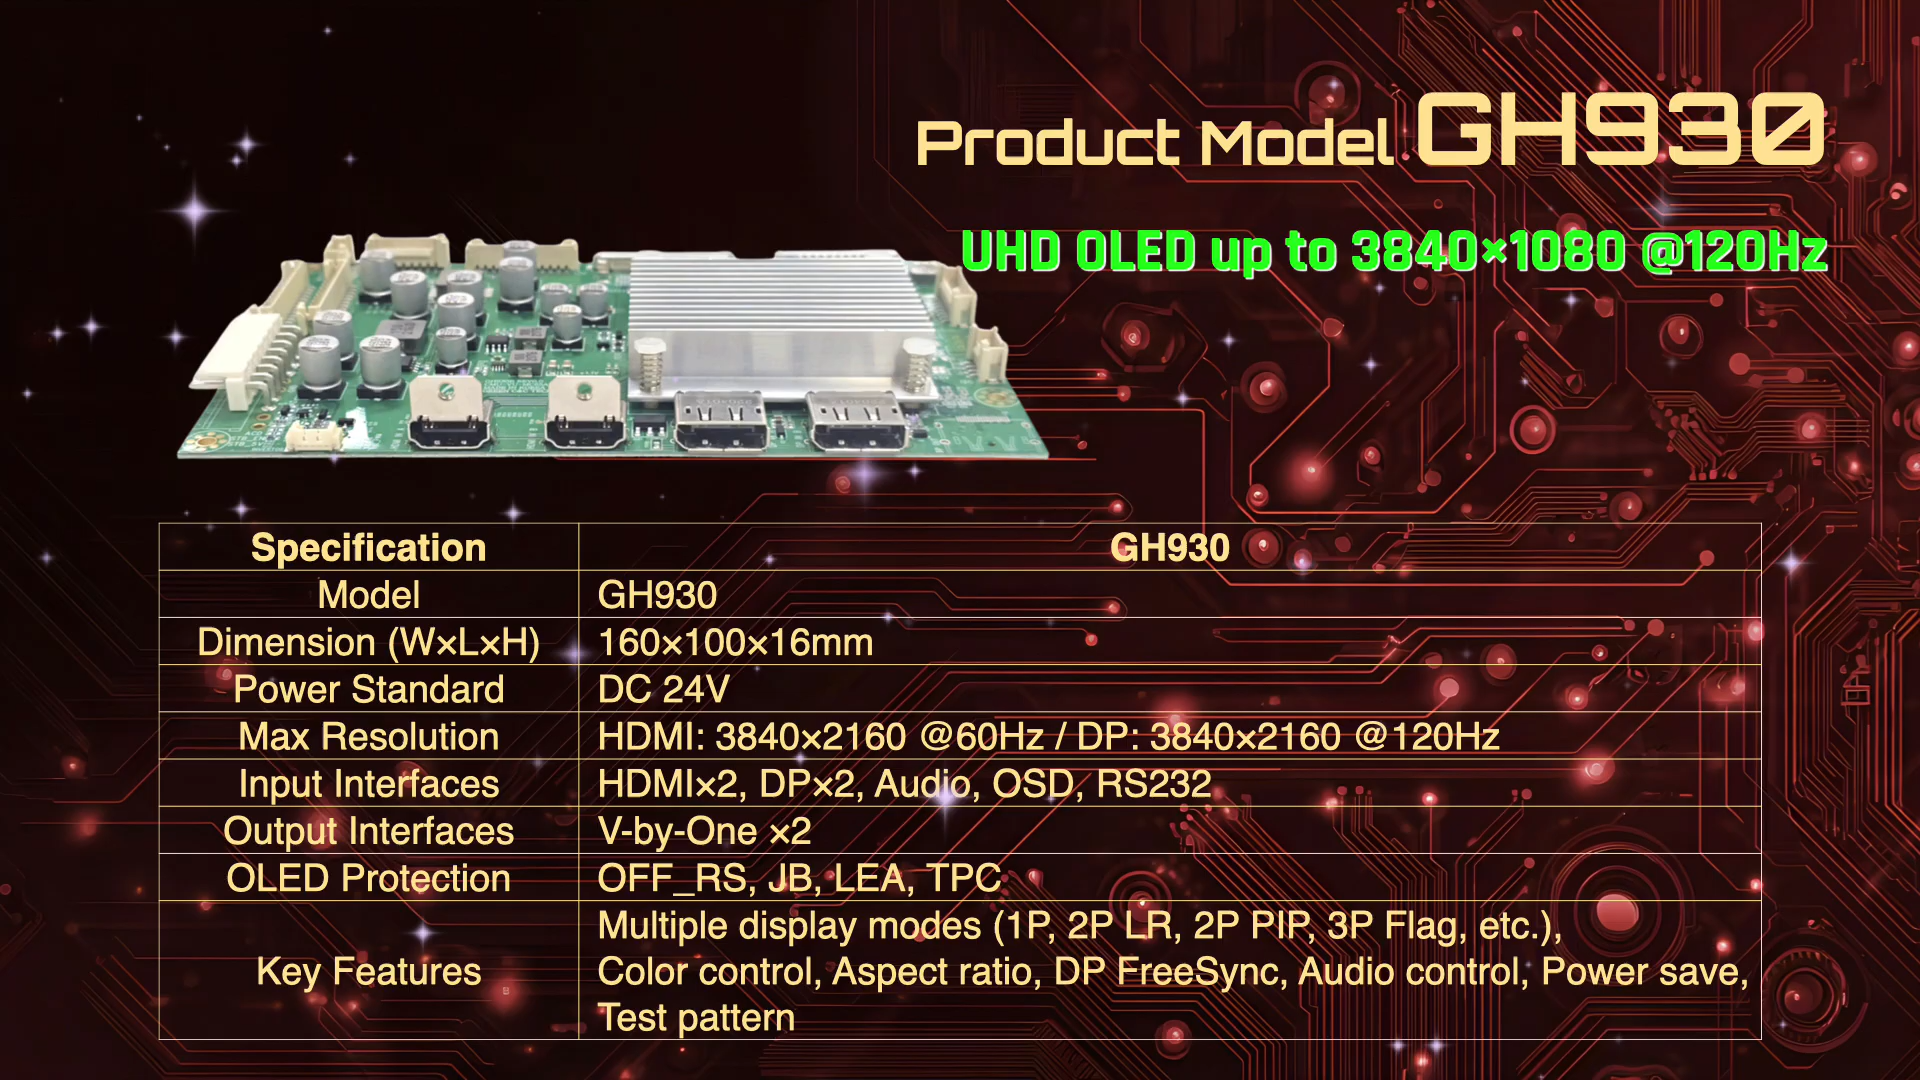 Product Model GH930
UHD OLED up to 3840×1080 @120Hz
Specification GH930
Model GH930
Dimension (W×L×H) 160×100×16mm
Power Standard DC 24V
Max Resolution HDMI: 3840×2160 @60Hz / DP: 3840×2160 @120Hz
Input Interfaces HDMI×2, DP×2, Audio, OSD, RS232
Output Interfaces V-by-One ×2
OLED Protection OFF_RS, JB, LEA, TPC
Key Features Multiple display modes (1P, 2P LR, 2P PIP, 3P Flag, etc.),
Color control, Aspect ratio, DP FreeSync, Audio control, Power save,
Test pattern